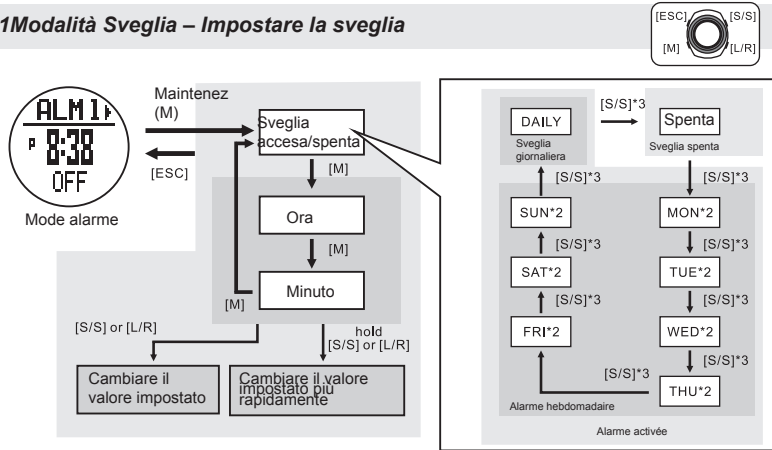 1Modalità Sveglia – Impostare la sveglia
[ESC]
[S/S]
[M]
[L/R]
ALM 1
P 8:38
OFF
Mode alarme
Maintenez
(M)
[ESC]
Sveglia
accesa/spenta
[M]
Ora
[M]
Minuto
[M]
[S/S] or [L/R]
hold
[S/S] or [L/R]
Cambiare il
valore impostato
Cambiare il valore
impostato più
rapidamente
DAILY
[S/S]*3
Spenta
Sveglia
giornaliera
Sveglia spenta
[S/S]*3
[S/S]*3
SUN*2
MON*2
[S/S]*3
[S/S]*3
SAT*2
TUE*2
[S/S]*3
[S/S]*3
FRI*2
WED*2
[S/S]*3
[S/S]*3
THU*2
Alarme hebdomadaire
Alarme activée